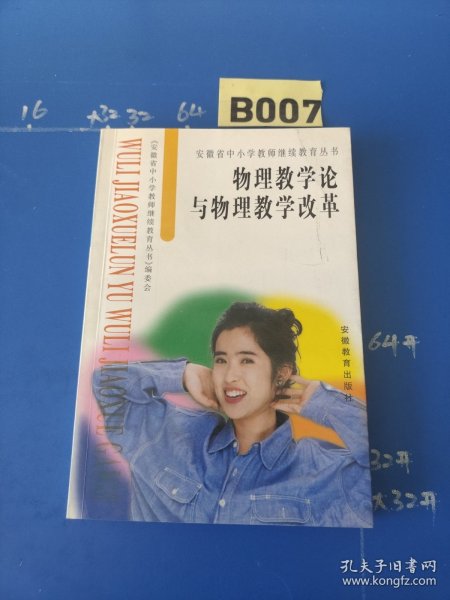 16 大32 32 64
B007
安徽省中小学教师继续教育丛书
物理教学论
与物理教学改革
《安徽省中小学教师继续教育丛书》编委会
WULI JIAOXUELUN YU WULI JIAOXUE G
安徽教育出版社
64开
32开
大32开
孔夫子旧书网
www.kongfz.com